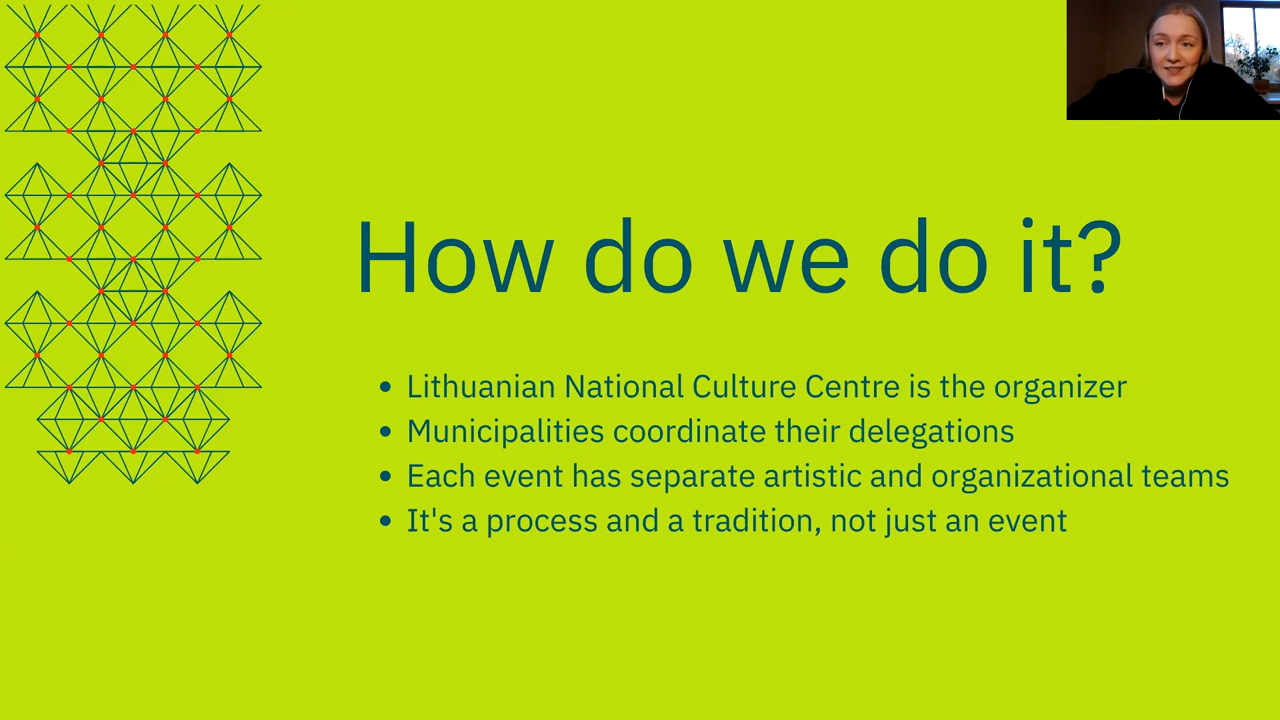 How do we do it?
• Lithuanian National Culture Centre is the organizer
• Municipalities coordinate their delegations
• Each event has separate artistic and organizational teams
• It's a process and a tradition, not just an event